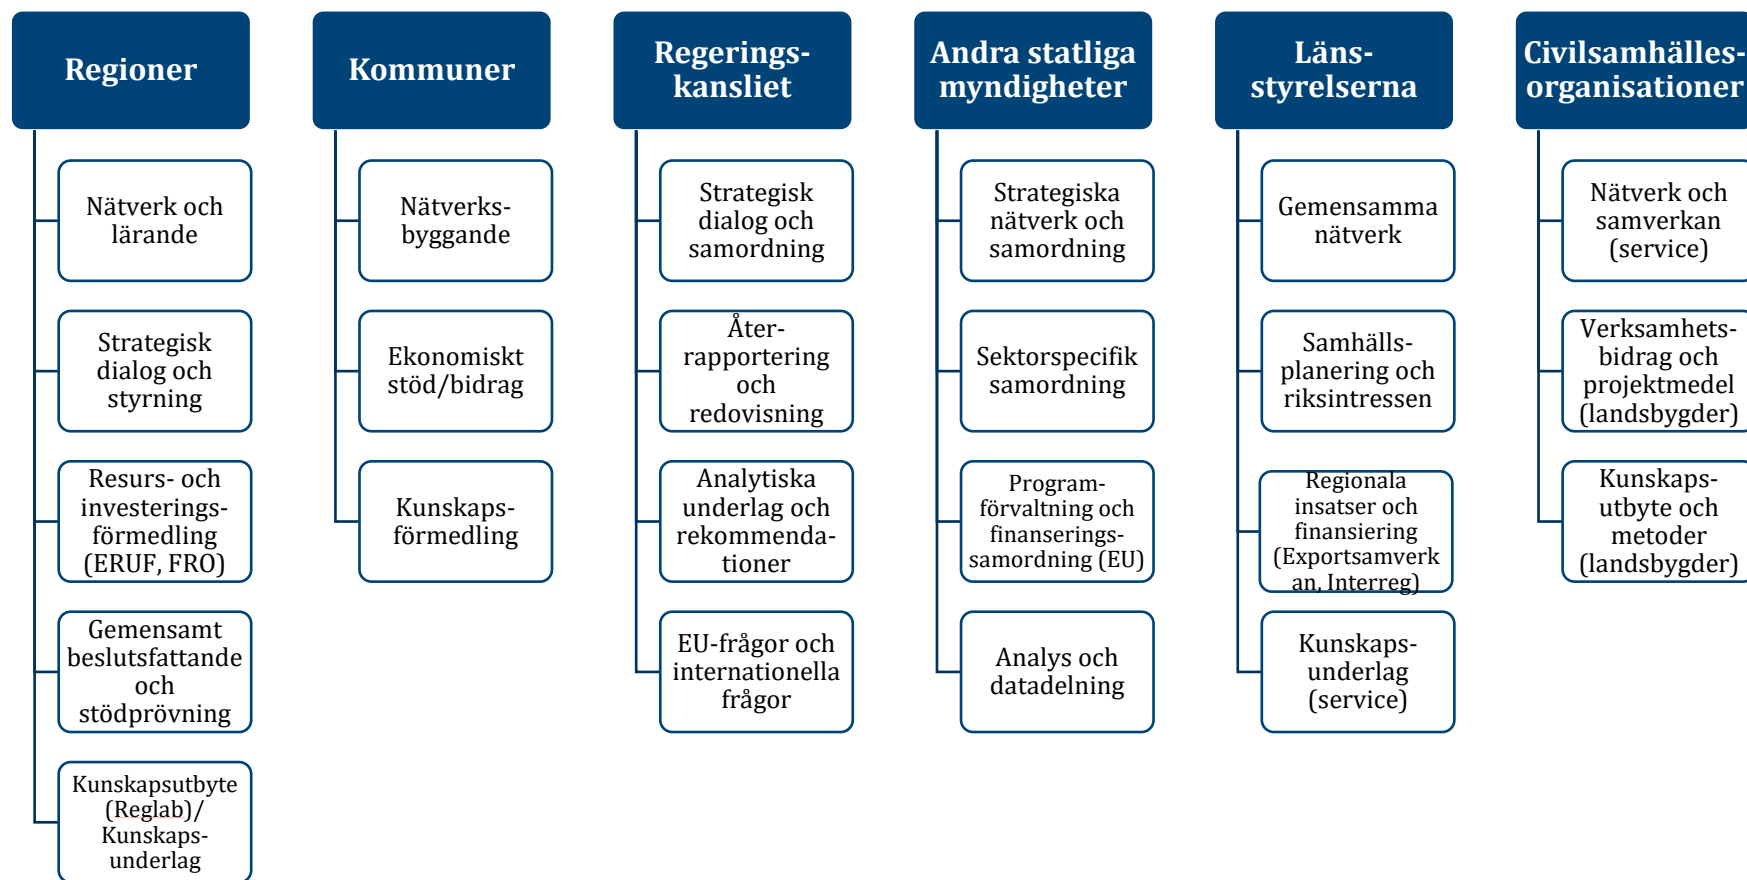 Regioner
Nätverk och
lärande
Strategisk
dialog och
styrning
Resurs- och
investerings-
förmedling
(ERUF, FRO)
Gemensamt
beslutsfattande
och
stödprövning
Kunskapsutbyte
(Reglab)/
Kunskaps-
underlag
Kommuner
Nätverks-
byggande
Ekonomiskt
stöd/bidrag
Kunskaps-
förmedling
Regerings-
kansliet
Strategisk
dialog och
samordning
Åter-
rapportering
och
redovisning
Analytiska
underlag och
rekommenda-
tioner
EU-frågor och
internationella
frågor
Andra statliga
myndigheter
Strategiska
nätverk och
samordning
Sektorspecifik
samordning
Program-
förvaltning och
finanserings-
samordning (EU)
Analys och
datadelning
Läns-
styrelserna
Gemensamma
nätverk
Samhälls-
planering och
riksintressen
Regionala
insatser och
finansiering
(Exportsamverk
an, Interreg)
Kunskaps-
underlag
(service)
Civilsamhälles-
organisationer
Nätverk och
samverkan
(service)
Verksamhets-
bidrag och
projektmedel
(landsbygder)
Kunskaps-
utbyte och
metoder
(landsbygder)